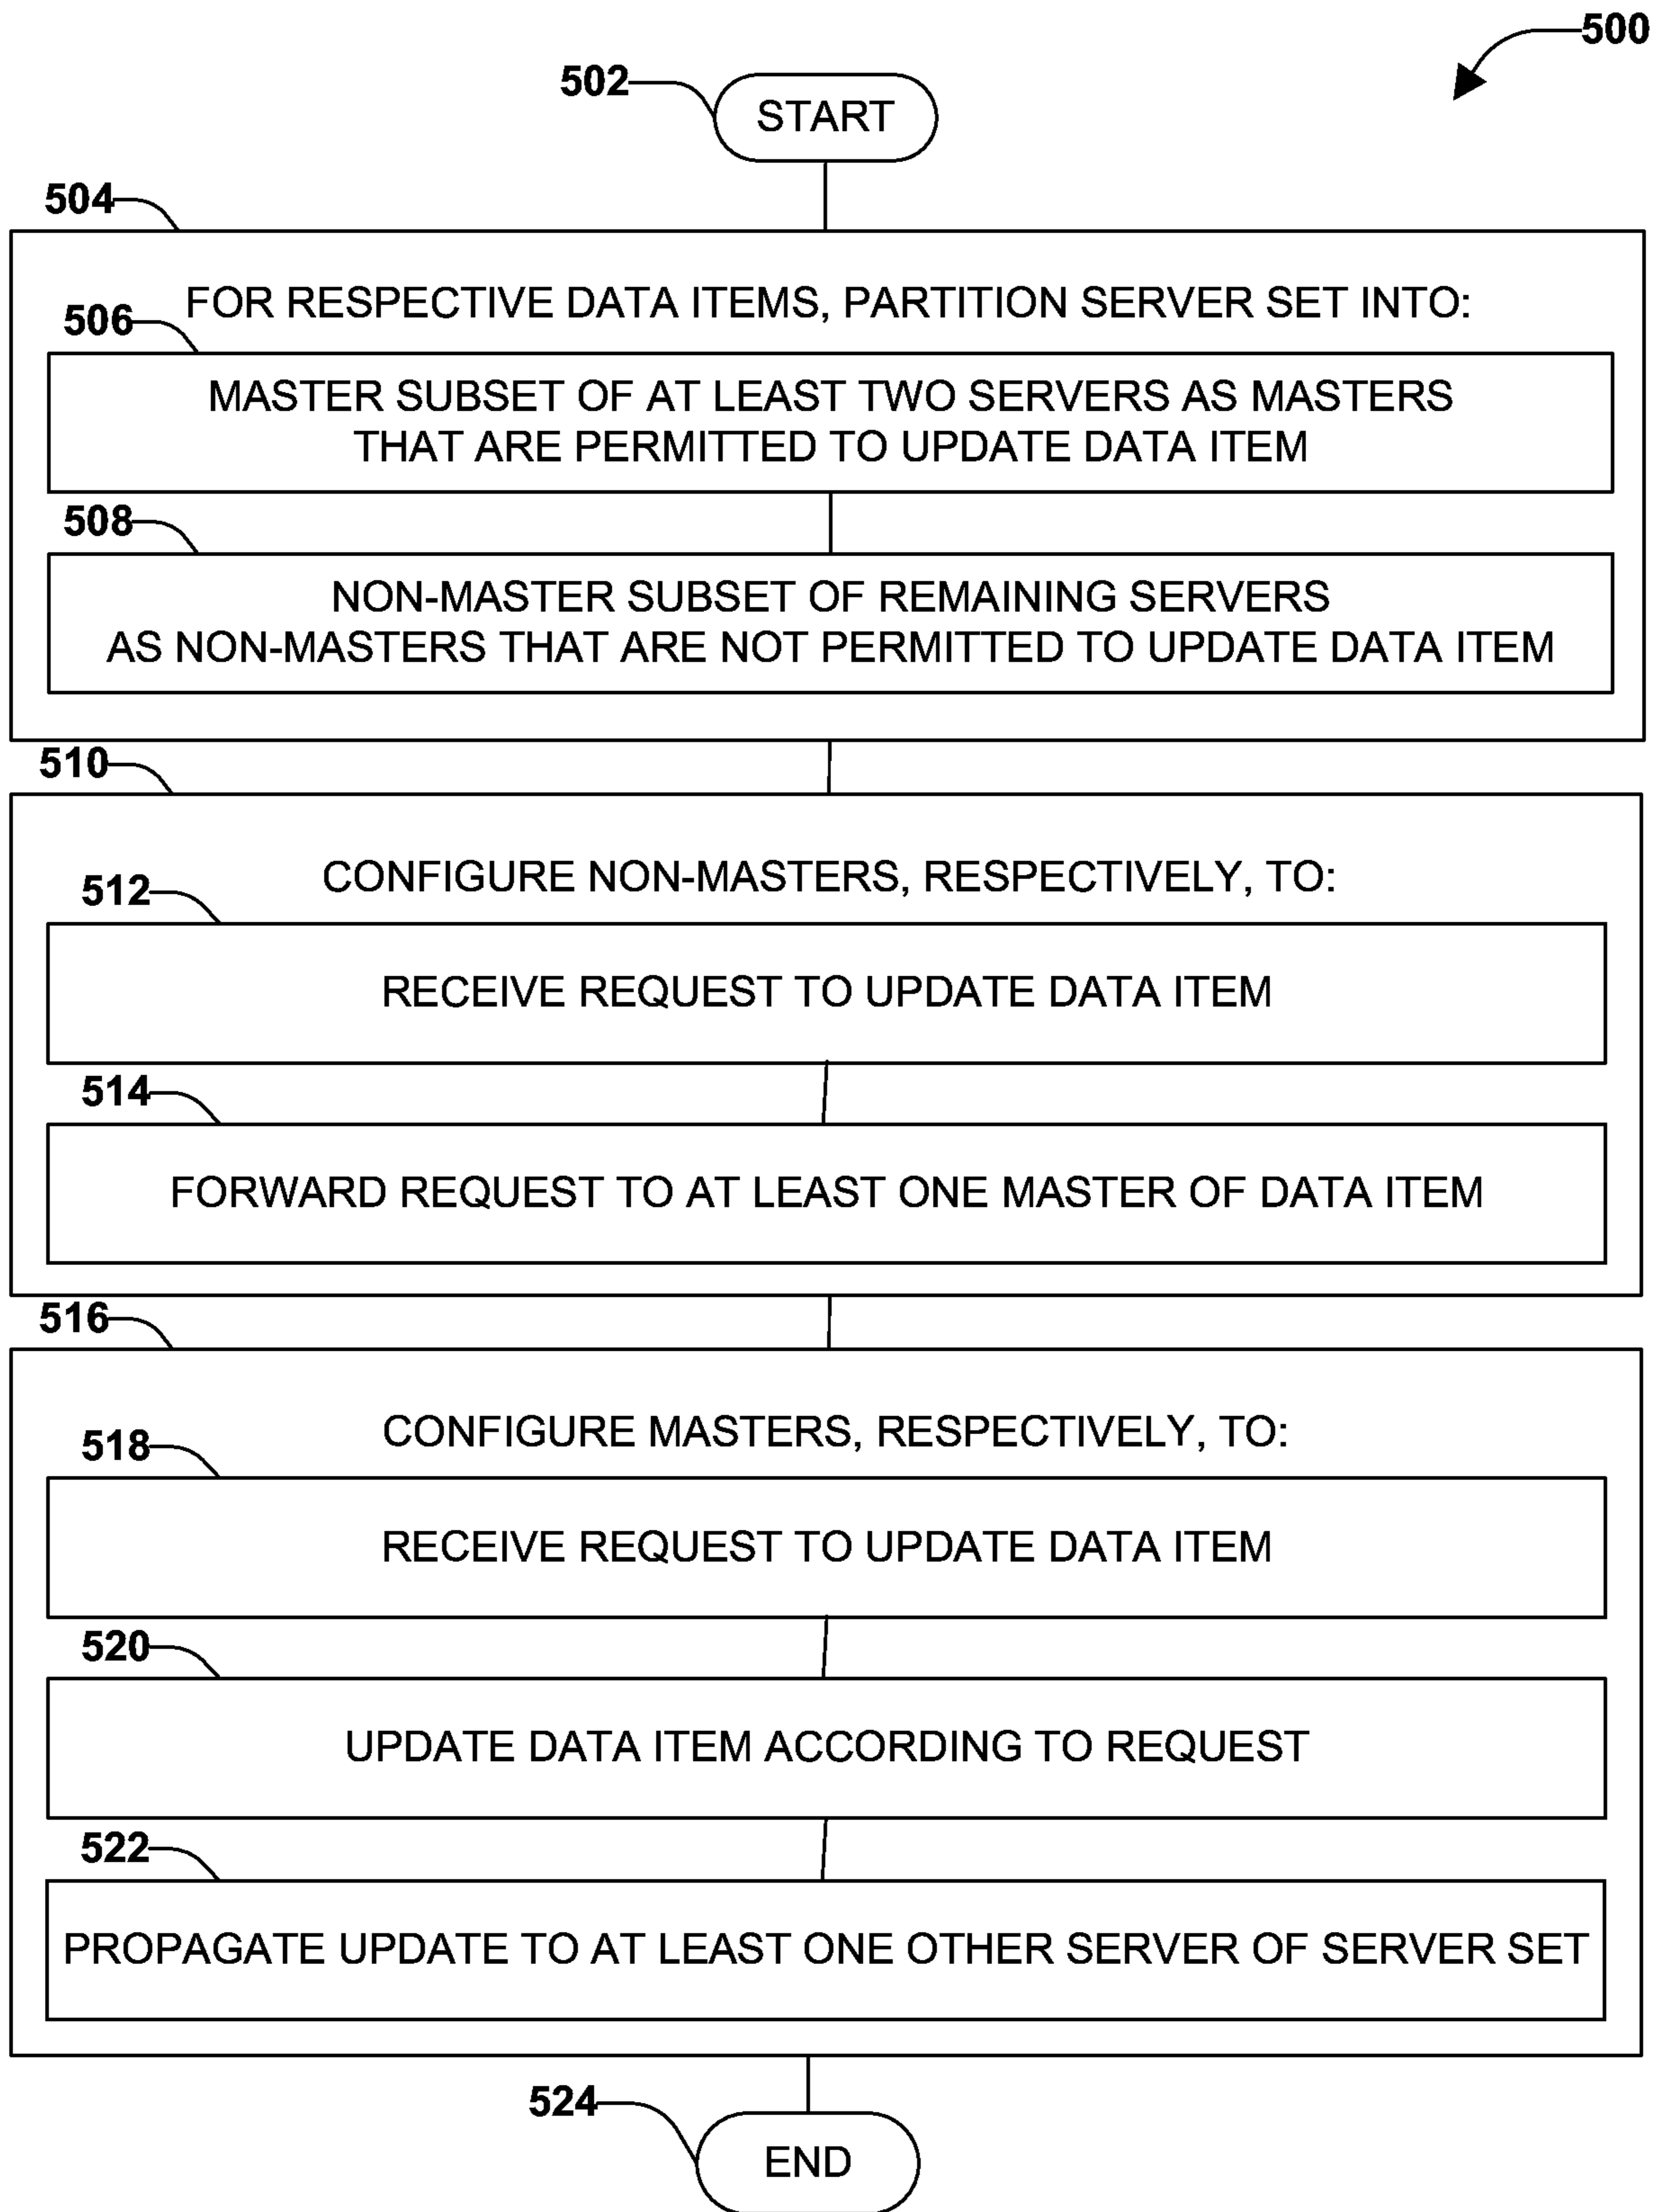 500
502
START
504
FOR RESPECTIVE DATA ITEMS, PARTITION SERVER SET INTO:
506
MASTER SUBSET OF AT LEAST TWO SERVERS AS MASTERS
THAT ARE PERMITTED TO UPDATE DATA ITEM
508
NON-MASTER SUBSET OF REMAINING SERVERS
AS NON-MASTERS THAT ARE NOT PERMITTED TO UPDATE DATA ITEM
510
CONFIGURE NON-MASTERS, RESPECTIVELY, TO:
512
RECEIVE REQUEST TO UPDATE DATA ITEM
514
FORWARD REQUEST TO AT LEAST ONE MASTER OF DATA ITEM
516
CONFIGURE MASTERS, RESPECTIVELY, TO:
518
RECEIVE REQUEST TO UPDATE DATA ITEM
520
UPDATE DATA ITEM ACCORDING TO REQUEST
522
PROPAGATE UPDATE TO AT LEAST ONE OTHER SERVER OF SERVER SET
524
END